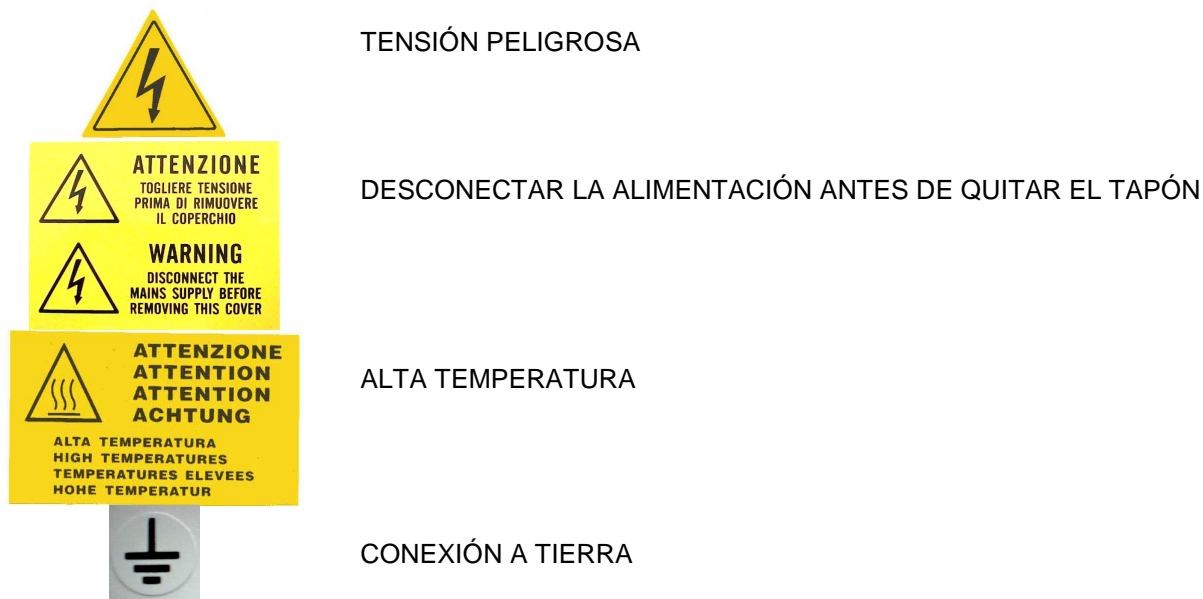 TENSIÓN PELIGROSA
ATTENZIONE
TOGLIERE TENSIONE
PRIMA DI RIMUOVERE
IL COPERCHIO
WARNING
DISCONNECT THE
MAINS SUPPLY BEFORE
REMOVING THIS COVER
DESCONECTAR LA ALIMENTACIÓN ANTES DE QUITAR EL TAPÓN
ATTENZIONE
ATTENTION
ATTENTION
ACHTUNG
ALTA TEMPERATURA
HIGH TEMPERATURES
TEMPERATURES ELEVEES
HOHE TEMPERATUR
ALTA TEMPERATURA
CONEXIÓN A TIERRA